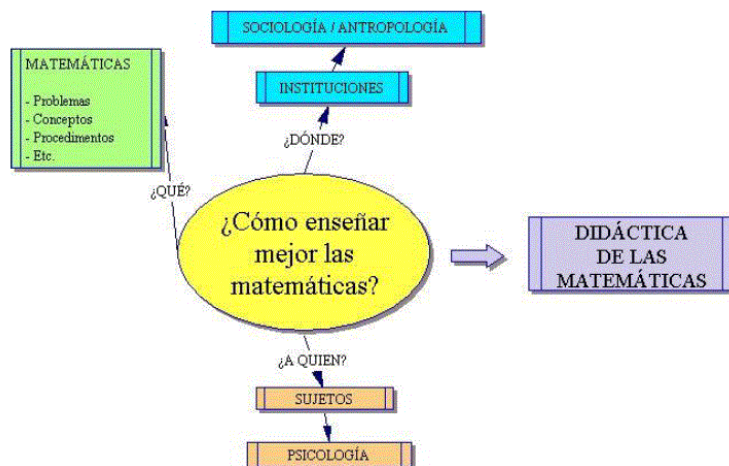 SOCIOLOGÍA / ANTROPOLOGÍA
MATEMÁTICAS
- Problemas
- Conceptos
- Procedimentos
- Etc.
INSTITUCIONES
¿DÓNDE?
¿QUÉ?
¿Cómo enseñar
mejor las
matemáticas?
DIDÁCTICA
DE LAS
MATEMÁTICAS
¿A QUIEN?
SUJETOS
PSICOLOGÍA